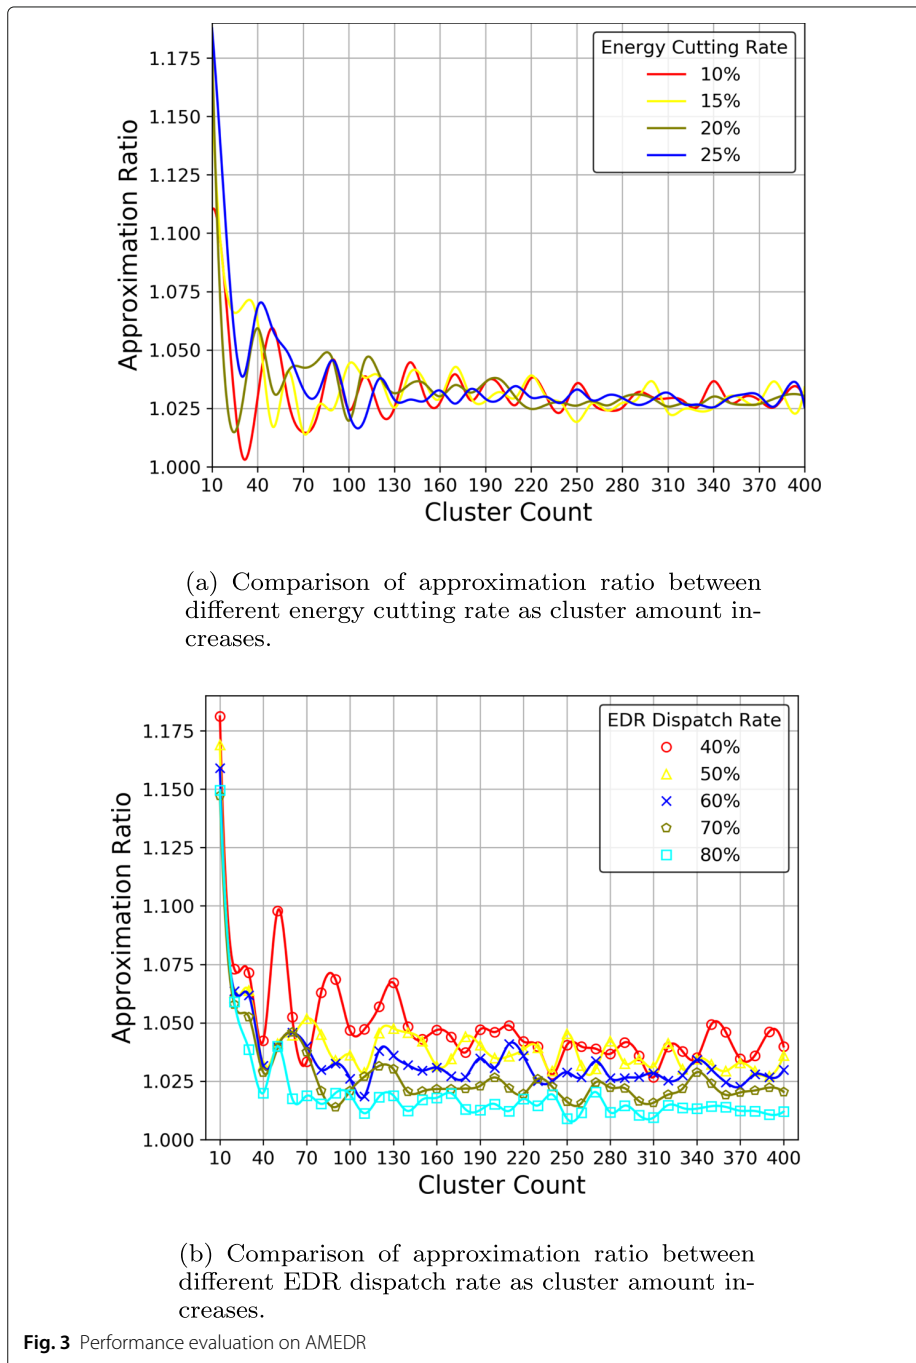 Energy Cutting Rate
10%
15%
20%
25%
1.175
1.150
1.125
1.100
1.075
1.050
1.025
1.000
Approximation Ratio
10 40 70 100 130 160 190 220 250 280 310 340 370 400
Cluster Count
(a) Comparison of approximation ratio between
different energy cutting rate as cluster amount in-
creases.
EDR Dispatch Rate
40%
50%
60%
70%
80%
1.175
1.150
1.125
1.100
1.075
1.050
1.025
1.000
Approximation Ratio
10 40 70 100 130 160 190 220 250 280 310 340 370 400
Cluster Count
(b) Comparison of approximation ratio between
different EDR dispatch rate as cluster amount in-
creases.
Fig. 3 Performance evaluation on AMEDR